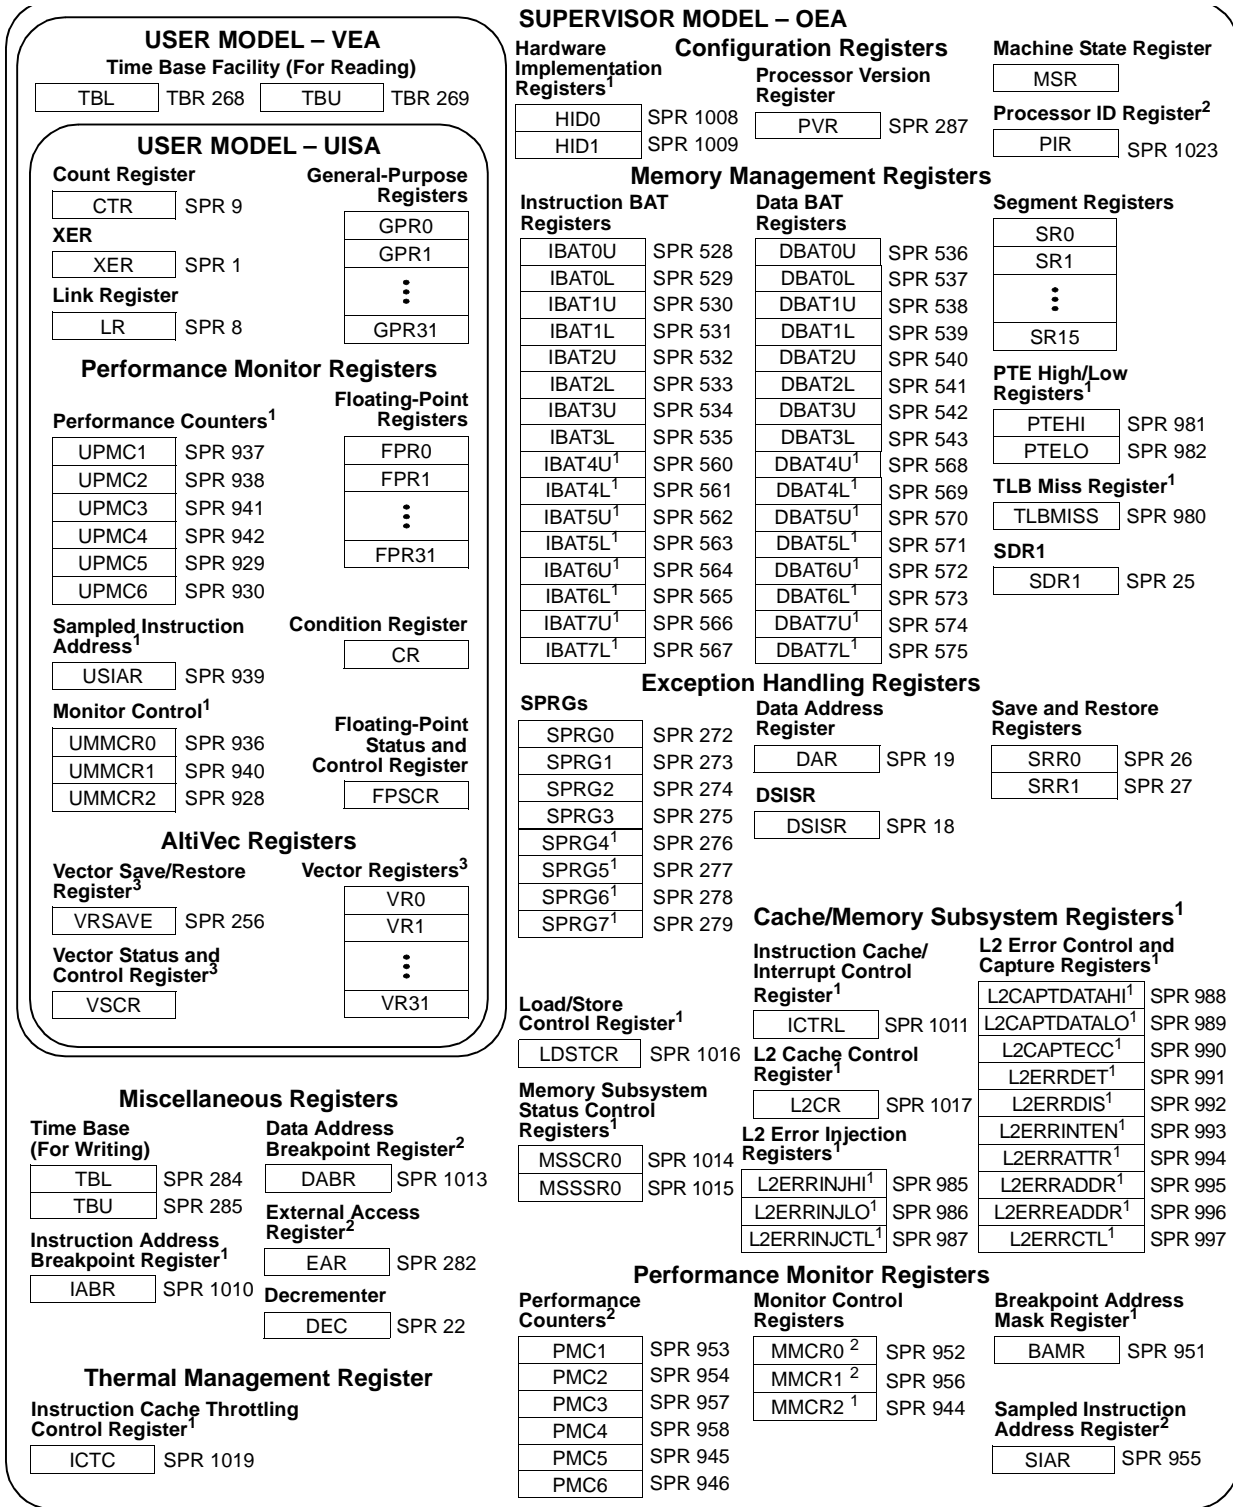 USER MODEL – VEA
Time Base Facility (For Reading)
TBL TBR 268 TBU TBR 269
USER MODEL – UISA
Count Register
CTR SPR 9
XER
XER SPR 1
Link Register
LR SPR 8
General-Purpose
Registers
GPR0
GPR1
GPR31
Performance Monitor Registers
Performance Counters1
UPMC1 SPR 937
UPMC2 SPR 938
UPMC3 SPR 941
UPMC4 SPR 942
UPMC5 SPR 929
UPMC6 SPR 930
Floating-Point
Registers
FPR0
FPR1
FPR31
Sampled Instruction
Address1
USIAR SPR 939
Condition Register
CR
Monitor Control1
UMMCR0 SPR 936
UMMCR1 SPR 940
UMMCR2 SPR 928
Floating-Point
Status and
Control Register
FPSCR
AltiVec Registers
Vector Save/Restore
Register3
VRSAVE SPR 256
Vector Status and
Control Register3
VSCR
Vector Registers3
VR0
VR1
VR31
Miscellaneous Registers
Time Base
(For Writing)
TBL SPR 284
TBU SPR 285
Instruction Address
Breakpoint Register1
IABR SPR 1010
Data Address
Breakpoint Register2
DABR SPR 1013
External Access
Register2
EAR SPR 282
Decrementer
DEC SPR 22
Thermal Management Register
Instruction Cache Throttling
Control Register1
ICTC SPR 1019
SUPERVISOR MODEL – OEA
Configuration Registers
Hardware
Implementation
Registers1
HID0 SPR 1008
HID1 SPR 1009
Processor Version
Register
PVR SPR 287
Machine State Register
MSR
Processor ID Register2
PIR SPR 1023
Memory Management Registers
Instruction BAT
Registers
IBAT0U SPR 528
IBAT0L SPR 529
IBAT1U SPR 530
IBAT1L SPR 531
IBAT2U SPR 532
IBAT2L SPR 533
IBAT3U SPR 534
IBAT3L SPR 535
IBAT4U1 SPR 560
IBAT4L1 SPR 561
IBAT5U1 SPR 562
IBAT5L1 SPR 563
IBAT6U1 SPR 564
IBAT6L1 SPR 565
IBAT7U1 SPR 566
IBAT7L1 SPR 567
Data BAT
Registers
DBAT0U SPR 536
DBAT0L SPR 537
DBAT1U SPR 538
DBAT1L SPR 539
DBAT2U SPR 540
DBAT2L SPR 541
DBAT3U SPR 542
DBAT3L SPR 543
DBAT4U1 SPR 568
DBAT4L1 SPR 569
DBAT5U1 SPR 570
DBAT5L1 SPR 571
DBAT6U1 SPR 572
DBAT6L1 SPR 573
DBAT7U1 SPR 574
DBAT7L1 SPR 575
Segment Registers
SR0
SR1
SR15
PTE High/Low
Registers1
PTEHI SPR 981
PTELO SPR 982
TLB Miss Register1
TLBMISS SPR 980
SDR1
SDR1 SPR 25
Exception Handling Registers
SPRGs
SPRG0 SPR 272
SPRG1 SPR 273
SPRG2 SPR 274
SPRG3 SPR 275
SPRG41 SPR 276
SPRG51 SPR 277
SPRG61 SPR 278
SPRG71 SPR 279
Data Address
Register
DAR SPR 19
DSISR
DSISR SPR 18
Save and Restore
Registers
SRR0 SPR 26
SRR1 SPR 27
Cache/Memory Subsystem Registers1
Load/Store
Control Register1
LDSTCR SPR 1016
Memory Subsystem
Status Control
Registers1
MSSCR0 SPR 1014
MSSSR0 SPR 1015
Instruction Cache/
Interrupt Control
Register1
ICTRL SPR 1011
L2 Cache Control
Register1
L2CR SPR 1017
L2 Error Injection
Registers1
L2ERRINJHI1 SPR 985
L2ERRINJLO1 SPR 986
L2ERRINJCTL1 SPR 987
L2 Error Control and
Capture Registers1
L2CAPTDATAHI1 SPR 988
L2CAPTDATALO1 SPR 989
L2CAPTECC1 SPR 990
L2ERRDET1 SPR 991
L2ERRDIS1 SPR 992
L2ERRINTEN1 SPR 993
L2ERRATTR1 SPR 994
L2ERRADDR1 SPR 995
L2ERREADDR1 SPR 996
L2ERRCTL1 SPR 997
Performance Monitor Registers
Performance
Counters2
PMC1 SPR 953
PMC2 SPR 954
PMC3 SPR 957
PMC4 SPR 958
PMC5 SPR 945
PMC6 SPR 946
Monitor Control
Registers
MMCR0 2 SPR 952
MMCR1 2 SPR 956
MMCR2 1 SPR 944
Breakpoint Address
Mask Register1
BAMR SPR 951
Sampled Instruction
Address Register2
SIAR SPR 955